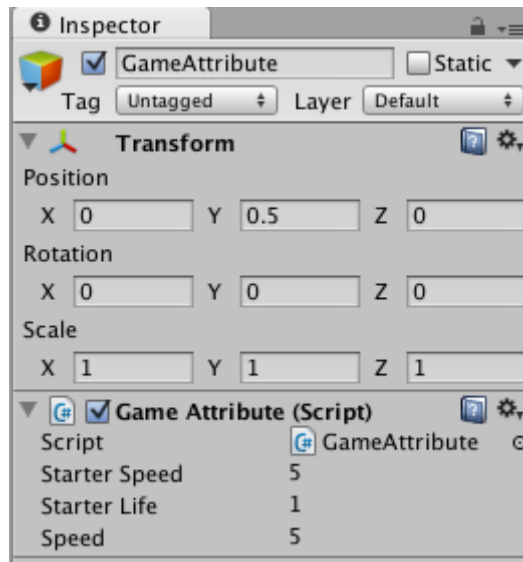 Inspector
GameAttribute Static
Tag Untagged Layer Default
Transform
Position
X 0 Y 0.5 Z 0
Rotation
X 0 Y 0 Z 0
Scale
X 1 Y 1 Z 1
Game Attribute (Script)
Script GameAttribute
Starter Speed 5
Starter Life 1
Speed 5